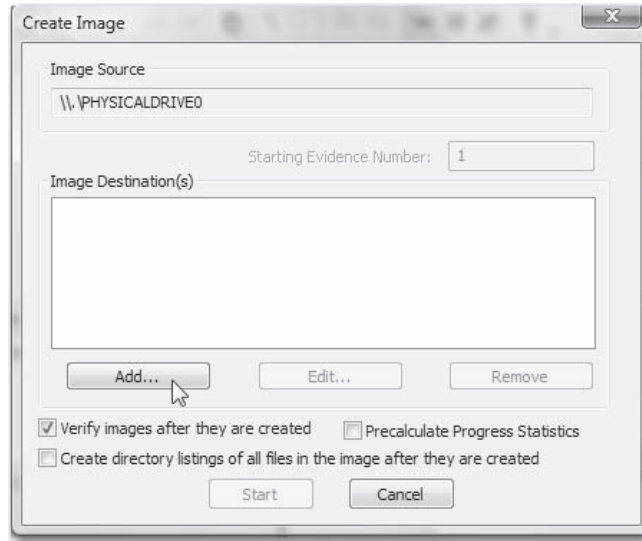 Create Image
X
Image Source
\\.\PHYSICALDRIVE0
Starting Evidence Number: 1
Image Destination(s)
Add... Edit... Remove
Verify images after they are created Precalculate Progress Statistics
Create directory listings of all files in the image after they are created
Start Cancel